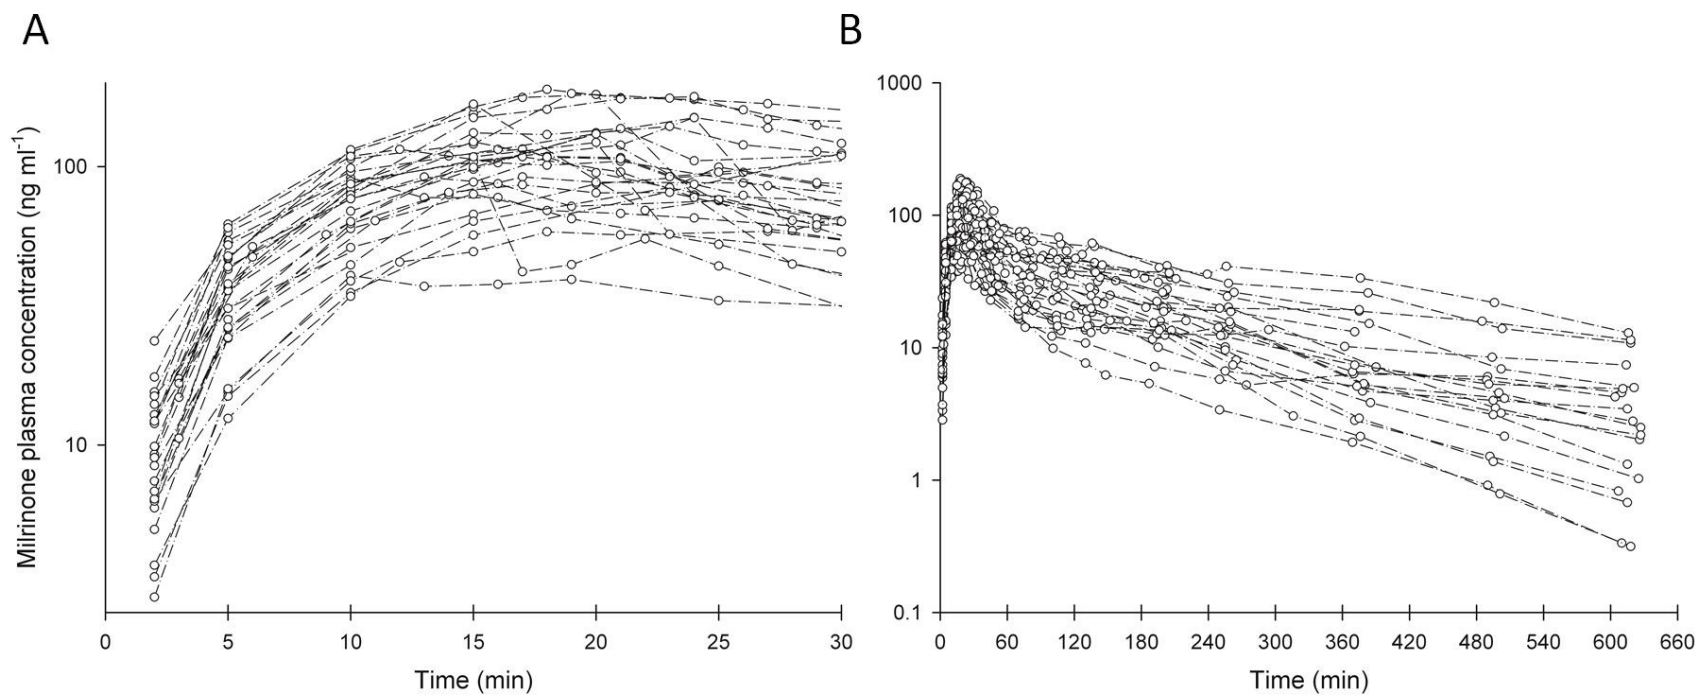 A
B
Milrinone plasma concentration (ng ml⁻¹)
100
10
0 5 10 15 20 25 30
Time (min)
1000
100
10
1
0.1
0 60 120 180 240 300 360 420 480 540 600 660
Time (min)